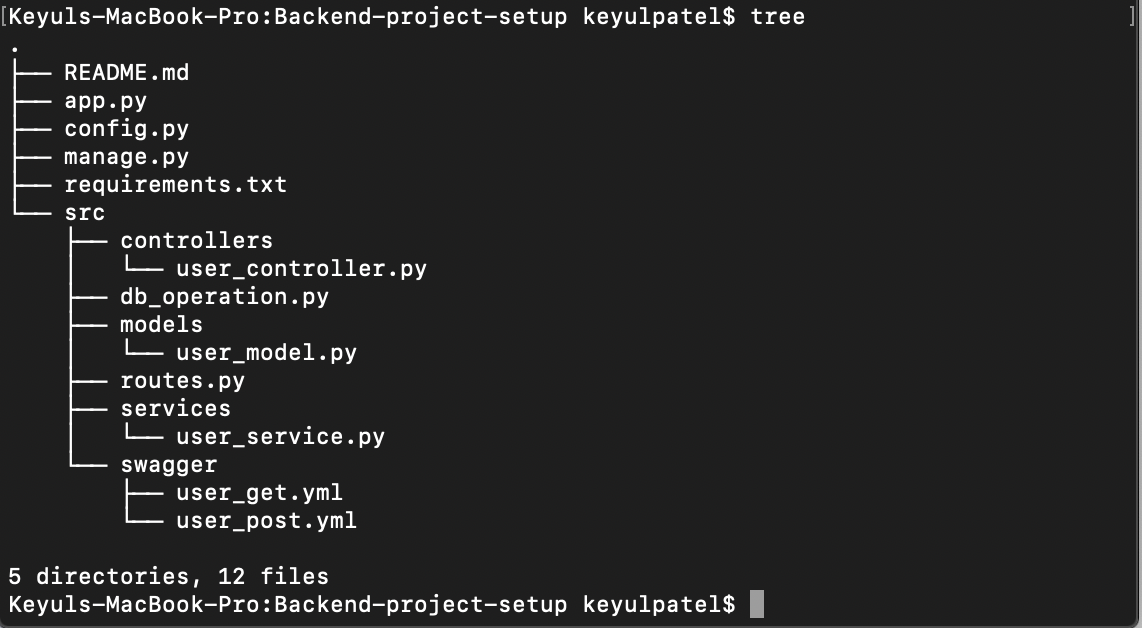 [Keyuls-MacBook-Pro:Backend-project-setup keyulpatel$ tree ]
.
├── README.md
├── app.py
├── config.py
├── manage.py
├── requirements.txt
└── src
    ├── controllers
    │   └── user_controller.py
    ├── db_operation.py
    ├── models
    │   └── user_model.py
    ├── routes.py
    ├── services
    │   └── user_service.py
    └── swagger
        ├── user_get.yml
        └── user_post.yml

5 directories, 12 files
Keyuls-MacBook-Pro:Backend-project-setup keyulpatel$